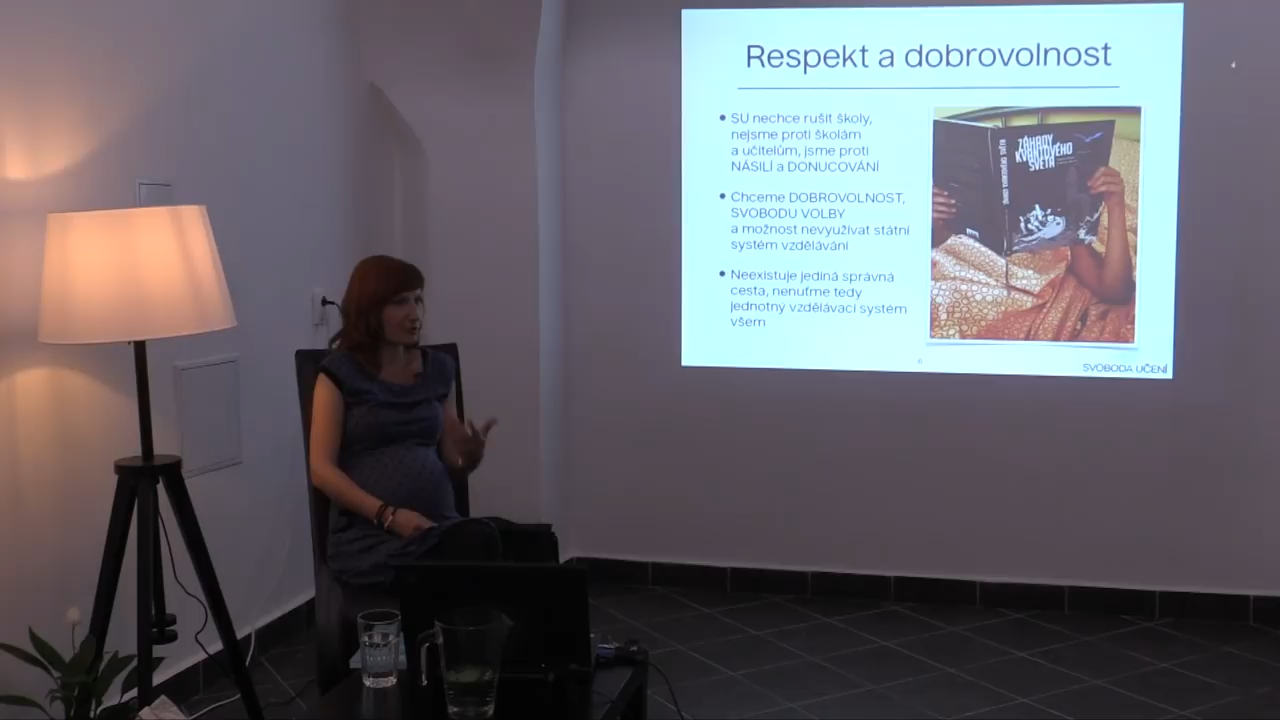 Respekt a dobrovolnost
• SU nechce rušit školy,
nejsme proti školám
a učitelům, jsme proti
NÁSILÍ a DONUCOVÁNÍ
• Chceme DOBROVOLNOST,
SVOBODU VOLBY
a možnost nevyužívat státní
systém vzdělávání
• Neexistuje jediná správná
cesta, nenuťme tedy
jednotný vzdělávací systém
všem
ZÁHADY
KVANTOVÉHO
SVĚTA
6
SVOBODA UČENÍ